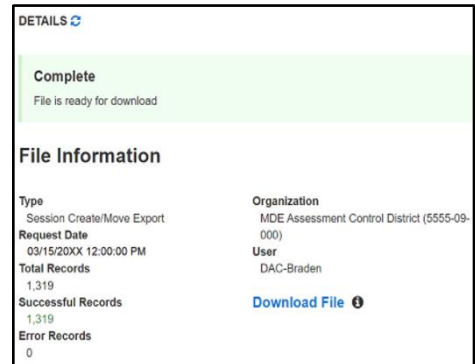 DETAILS
Complete
File is ready for download
File Information
Type
Session Create/Move Export
Request Date
03/15/20XX 12:00:00 PM
Total Records
1,319
Successful Records
1,319
Error Records
0
Organization
MDE Assessment Control District (5555-09-
000)
User
DAC-Braden
Download File